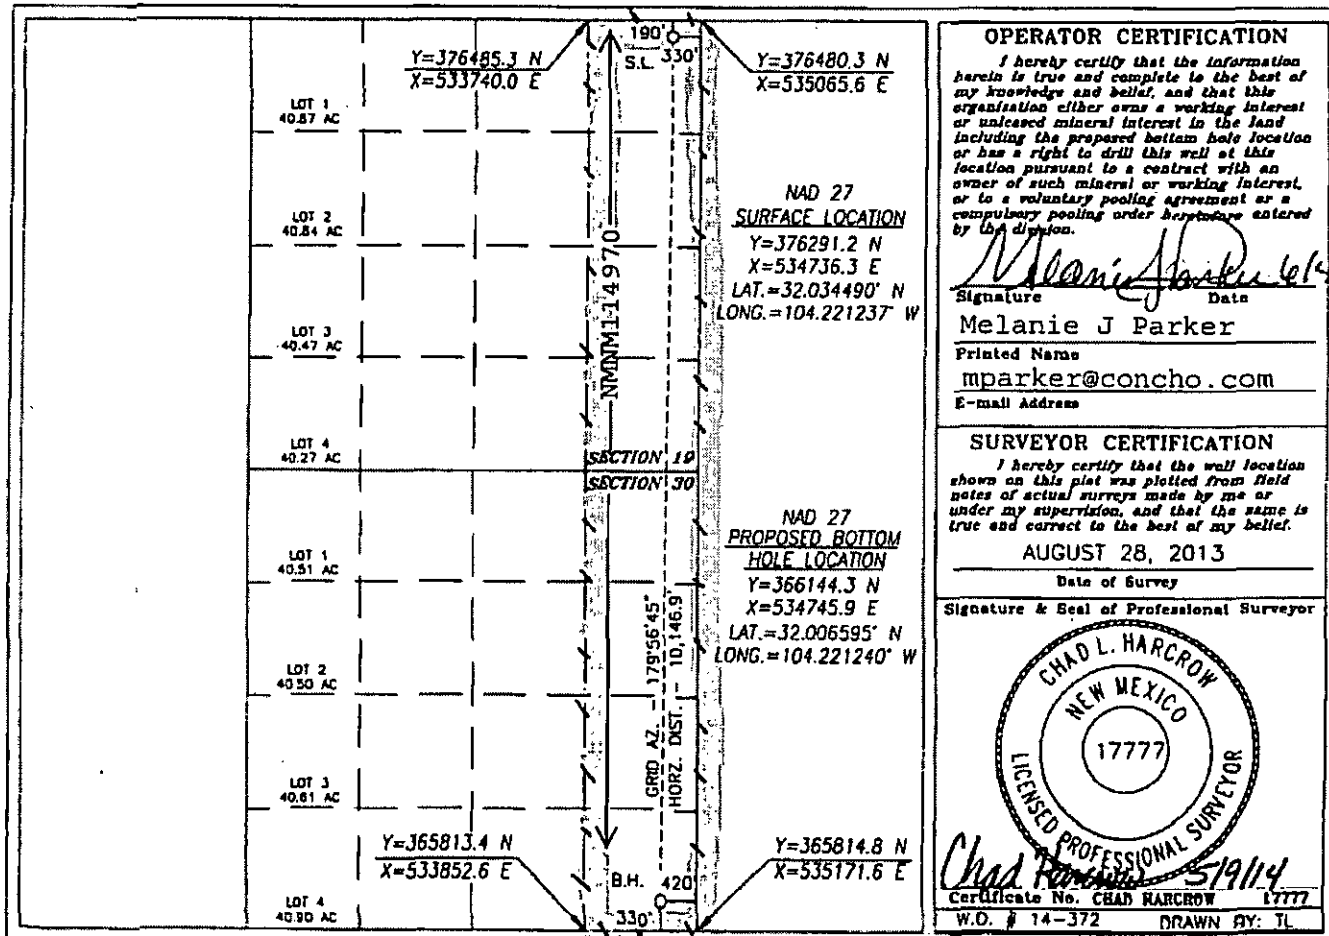 190'
S.L.
330'
Y=376485.3 N
X=533740.0 E
Y=376480.3 N
X=535065.6 E
LOT 1
40.87 AC
LOT 2
40.84 AC
LOT 3
40.47 AC
LOT 4
40.27 AC
NMNM114970
NAD 27
SURFACE LOCATION
Y=376291.2 N
X=534736.3 E
LAT.=32.034490° N
LONG.=104.221237° W
SECTION 19
SECTION 30
LOT 1
40.51 AC
LOT 2
40.50 AC
LOT 3
40.61 AC
LOT 4
40.90 AC
GRID AZ. - 179°56'45"
HORZ. DIST. - 10,146.9'
NAD 27
PROPOSED BOTTOM
HOLE LOCATION
Y=366144.3 N
X=534745.9 E
LAT.=32.006595° N
LONG.=104.221240° W
Y=365813.4 N
X=533852.6 E
Y=365814.8 N
X=535171.6 E
B.H.
420'
330'
OPERATOR CERTIFICATION
I hereby certify that the information
herein is true and complete to the best of
my knowledge and belief, and that this
organization either owns a working interest
or unleased mineral interest in the land
including the proposed bottom hole location
or has a right to drill this well at this
location pursuant to a contract with an
owner of such mineral or working interest,
or to a voluntary pooling agreement or a
compulsory pooling order heretofore entered
by the division.
Melanie J Parker
Signature Date
Melanie J Parker
Printed Name
mparker@concho.com
E-mail Address
SURVEYOR CERTIFICATION
I hereby certify that the well location
shown on this plat was plotted from field
notes of actual surveys made by me or
under my supervision, and that the same is
true and correct to the best of my belief.
AUGUST 28, 2013
Date of Survey
Signature & Seal of Professional Surveyor
CHAD L. HARCROW
NEW MEXICO
17777
LICENSED PROFESSIONAL SURVEYOR
Chad Harcrow 5/9/14
Certificate No. CHAD HARCROW 17777
W.O. # 14-372 DRAWN BY: TL